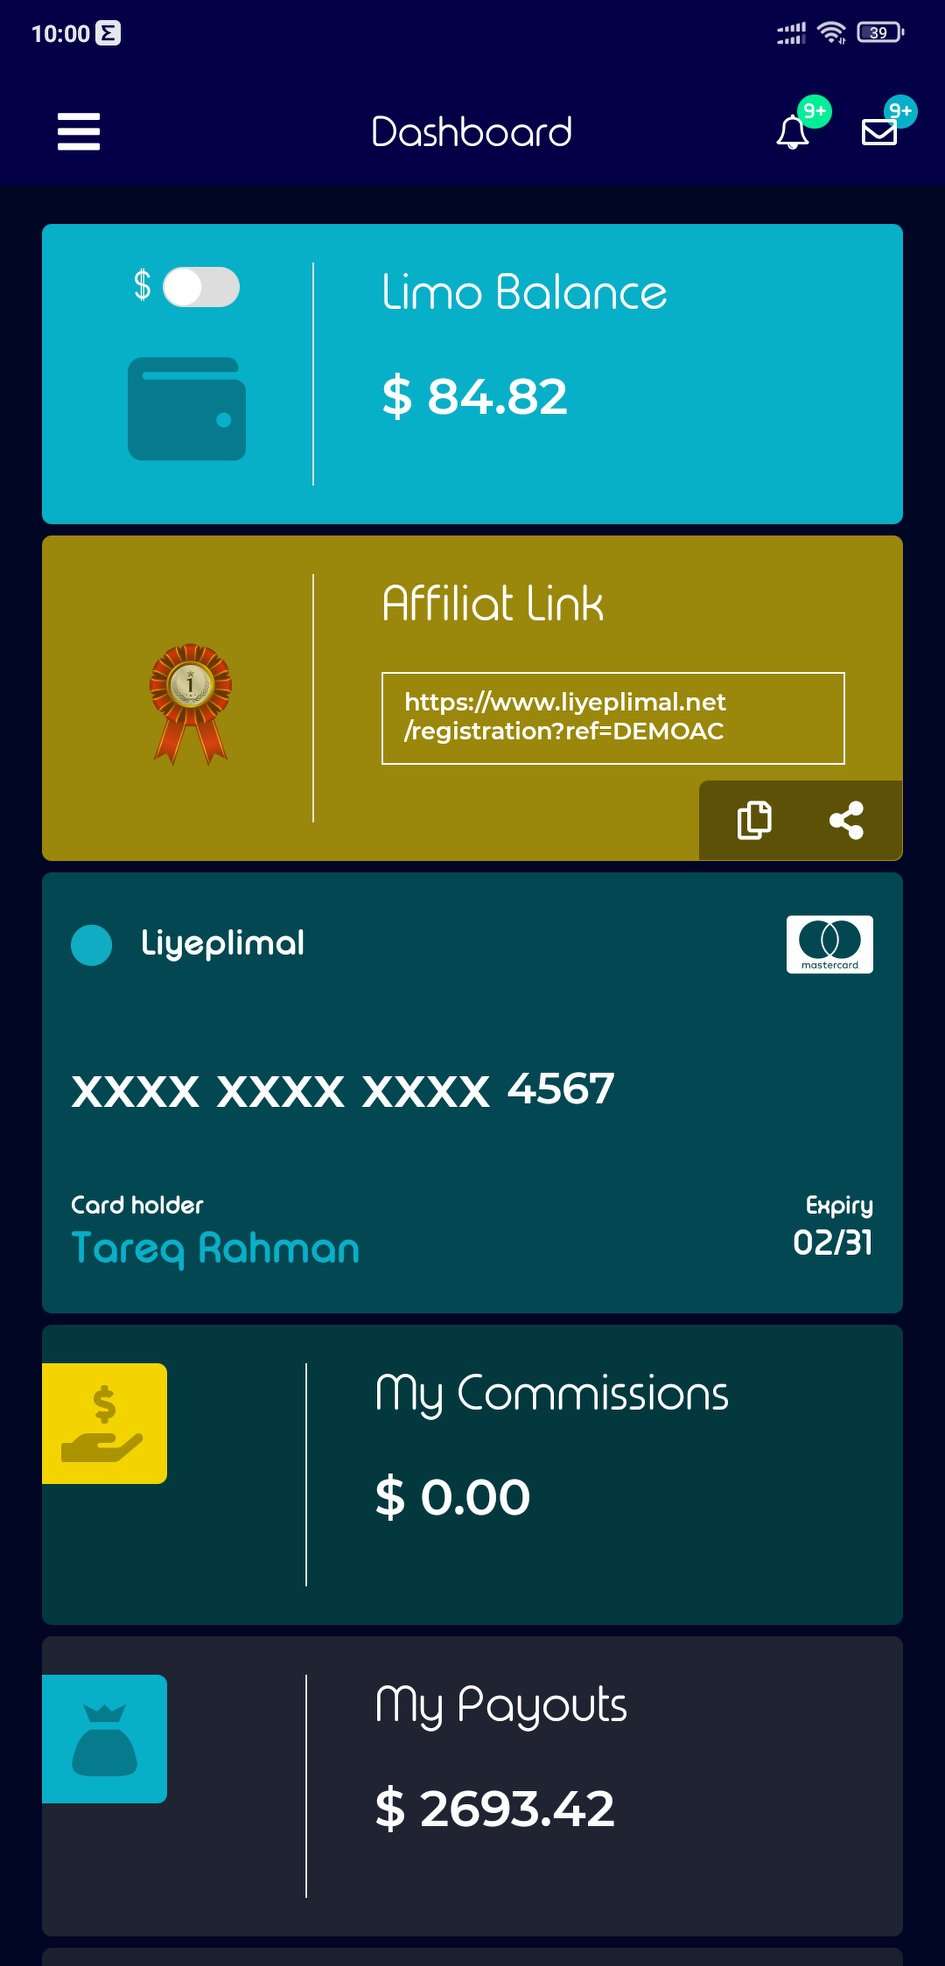 10:00
39
Dashboard
9+
9+
$
Limo Balance
$ 84.82
1
Affiliat Link
https://www.liyeplimal.net
/registration?ref=DEMOAC
Liyeplimal
mastercard
XXXX XXXX XXXX 4567
Card holder
Expiry
Tareq Rahman
02/31
$
My Commissions
$ 0.00
My Payouts
$ 2693.42